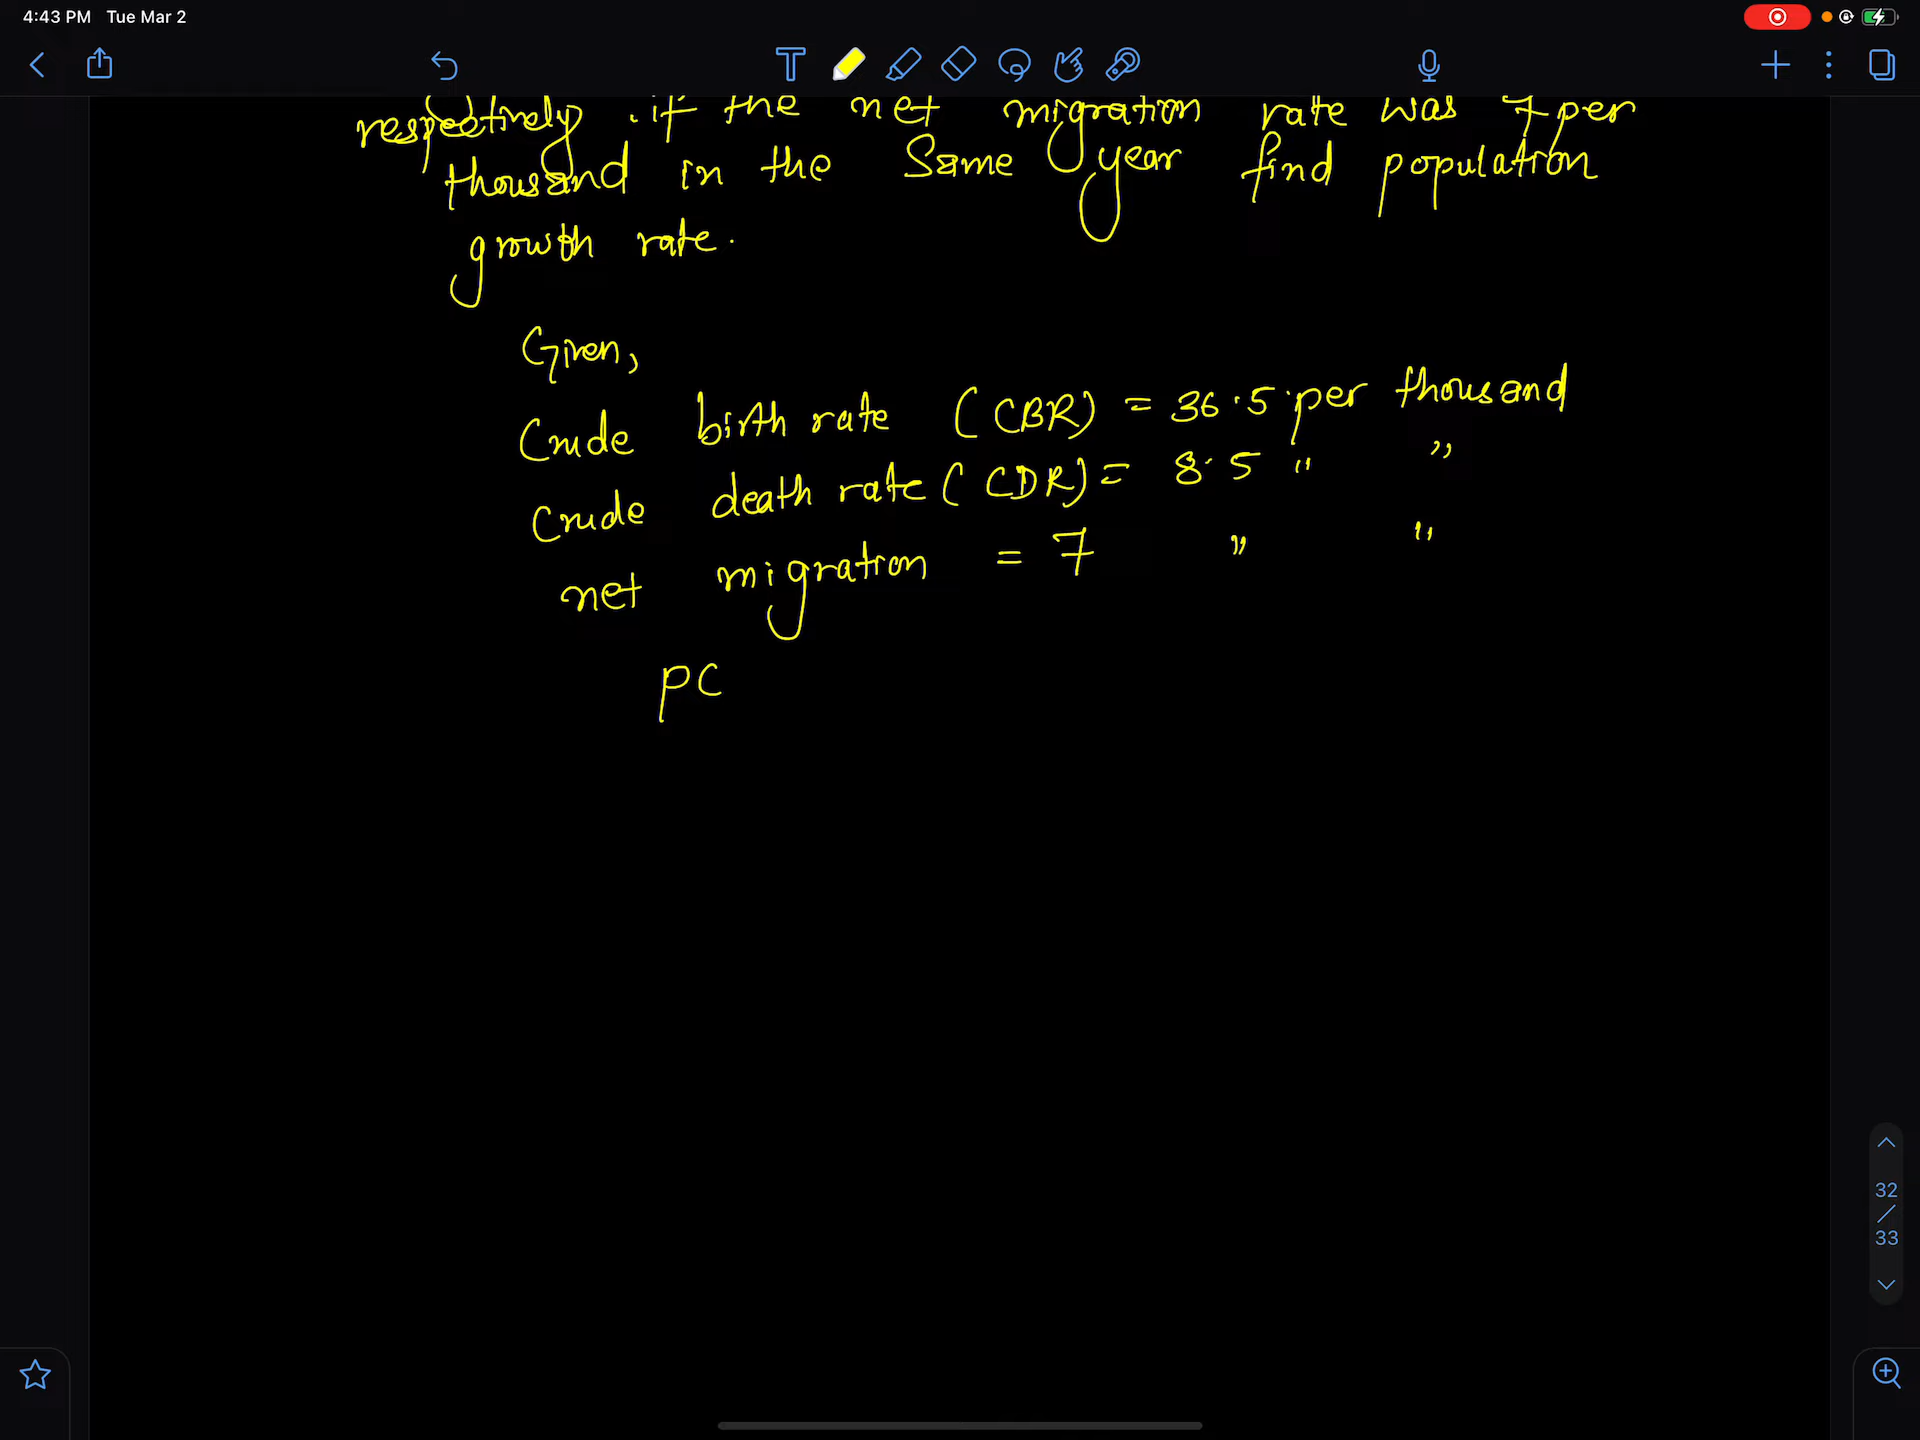 4:43 PM Tue Mar 2
respectively . if the net migration rate was 7 per
thousand in the Same year find population
growth rate.
Given,
Crude birth rate (CBR) = 36.5 per thousand
Crude death rate (CDR) = 8.5 " "
net migration = 7 " "
PC
32
/
33